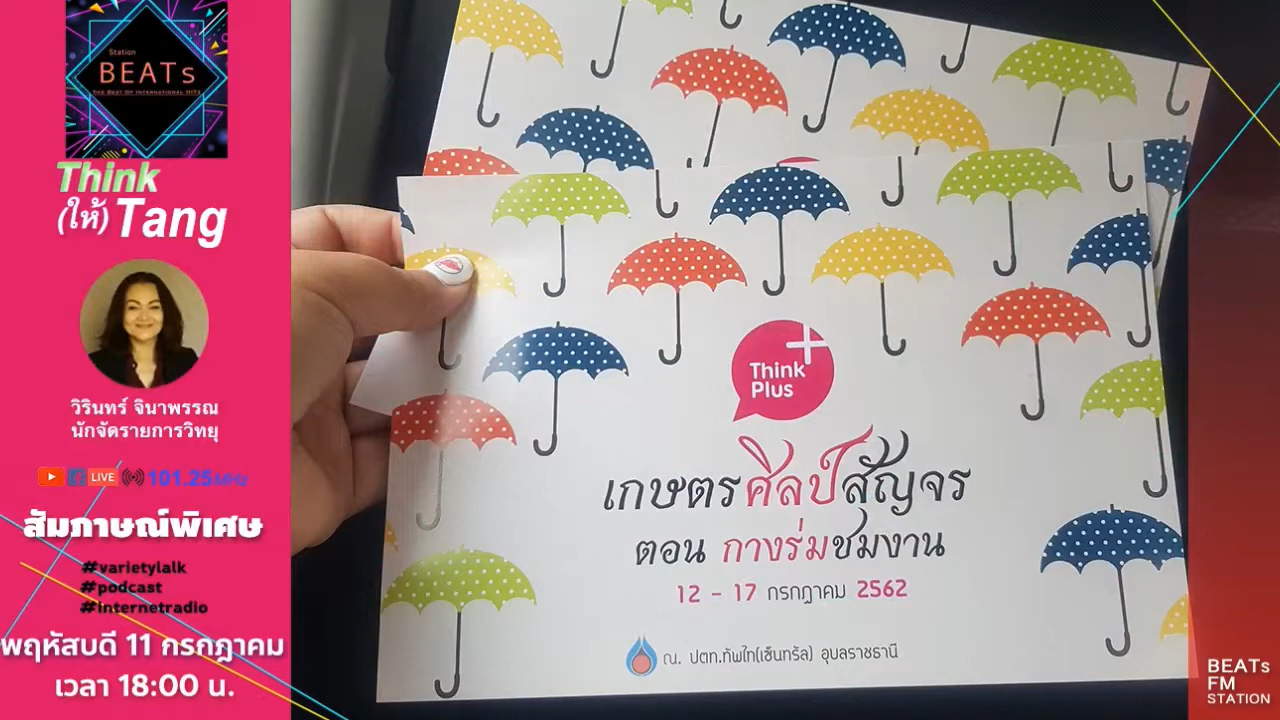 Station
BEATs
THE BEST OF INTERNATIONAL HITS
Think
(ให้) Tang
วิรินทร์ จินาพรรณ
นักจัดรายการวิทยุ
LIVE 101.25MHz
สัมภาษณ์พิเศษ
#varietylalk
#podcast
#internetradio
พฤหัสบดี 11 กรกฎาคม
เวลา 18:00 น.
Think
Plus
เกษตรศิลป์สัญจร
ตอน กางร่มชมงาน
12 - 17 กรกฎาคม 2562
ณ. ปตท.ทัพไท(เซ็นทรัล) อุบลราชธานี
BEATs
FM
STATION